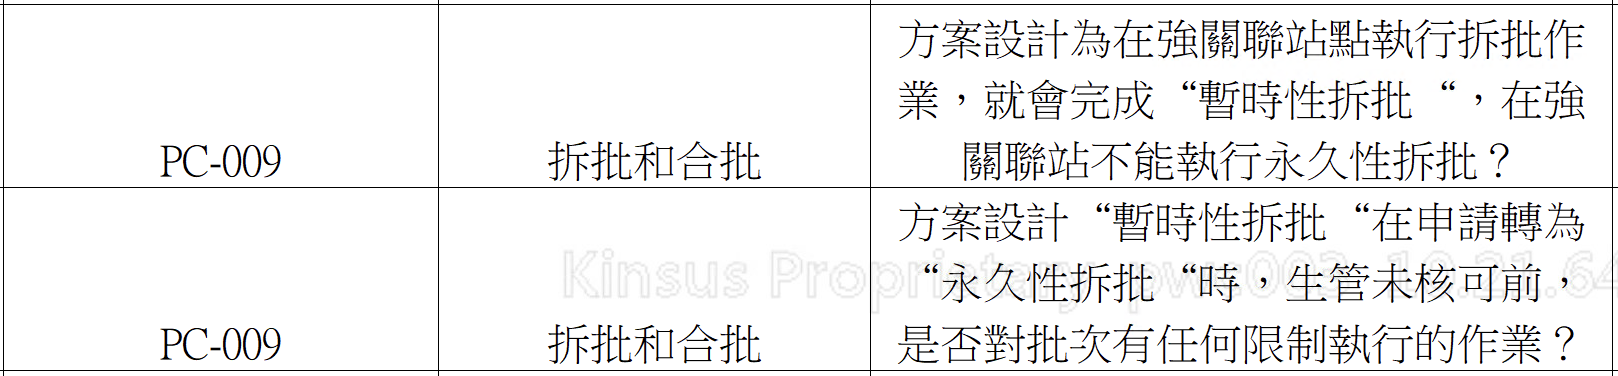 方案設計為在強關聯站點執行拆批作
業，就會完成“暫時性拆批“，在強
PC-009 拆批和合批 關聯站不能執行永久性拆批？
方案設計“暫時性拆批“在申請轉為
“永久性拆批“時，生管未核可前，
PC-009 拆批和合批 是否對批次有任何限制執行的作業？
Kinsus Proprietary